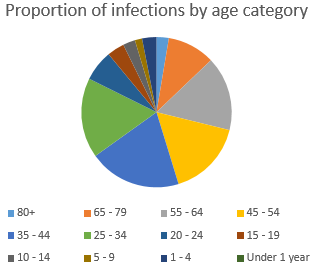 Proportion of infections by age category
80+ 65 - 79 55 - 64 45 - 54
35 - 44 25 - 34 20 - 24 15 - 19
10 - 14 5 - 9 1 - 4 Under 1 year